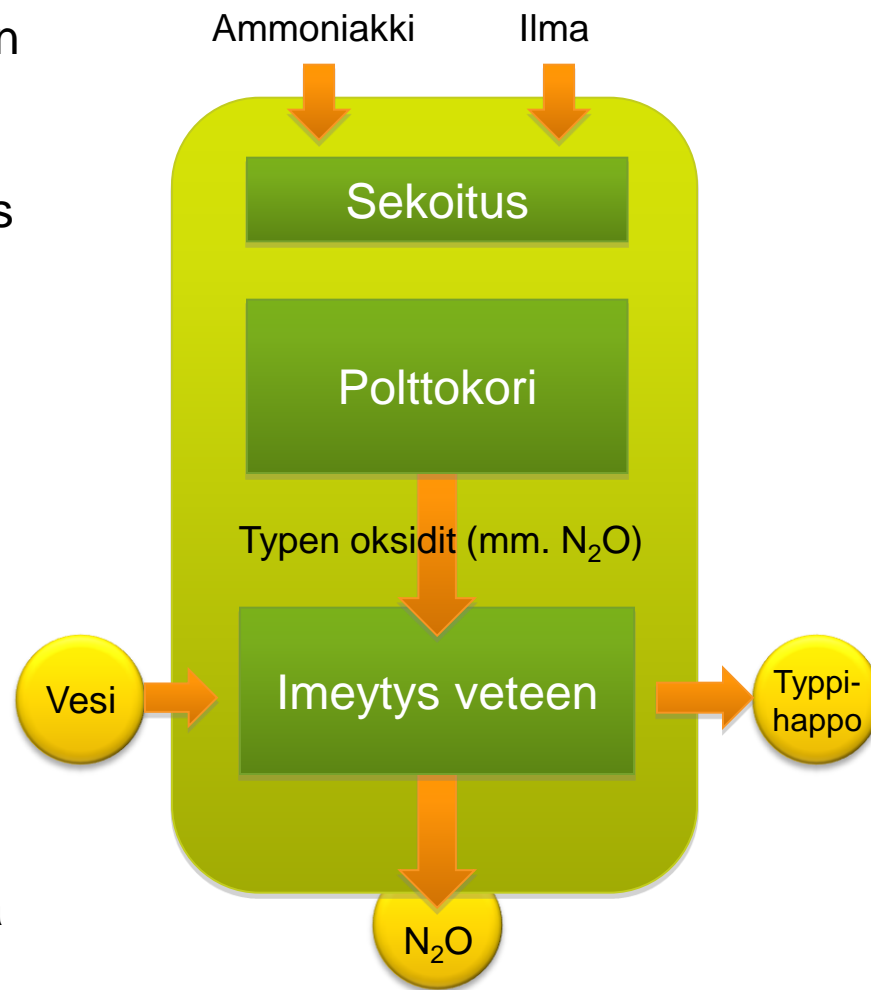 n
Ammoniakki
Ilma
Sekoitus
s
Polttokori
Typen oksidit (mm. N₂O)
Imeytys veteen
Vesi
Typpi-
happo
N₂O